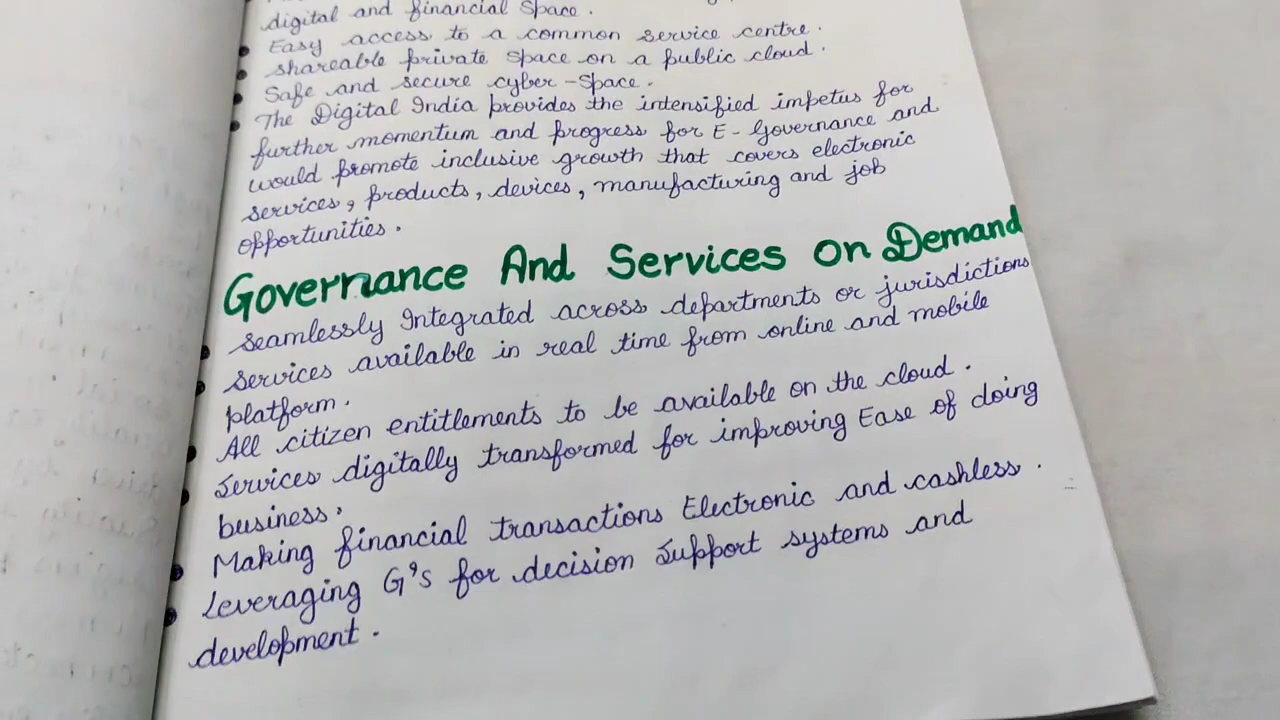 digital and financial Space.
Easy access to a common service centre.
shareable private space on a public cloud.
Safe and secure cyber-Space.
The Digital India provides the intensified impetus for
further momentum and progress for E-Governance and
would promote inclusive growth that covers electronic
services, products, devices, manufacturing and job
opportunities.
Governance And Services On Demand
Seamlessly Integrated across departments or jurisdictions
Services available in real time from online and mobile
platform.
All citizen entitlements to be available on the cloud.
Services digitally transformed for improving Ease of doing
business.
Making financial transactions Electronic and cashless.
Leveraging G's for decision support systems and
development.